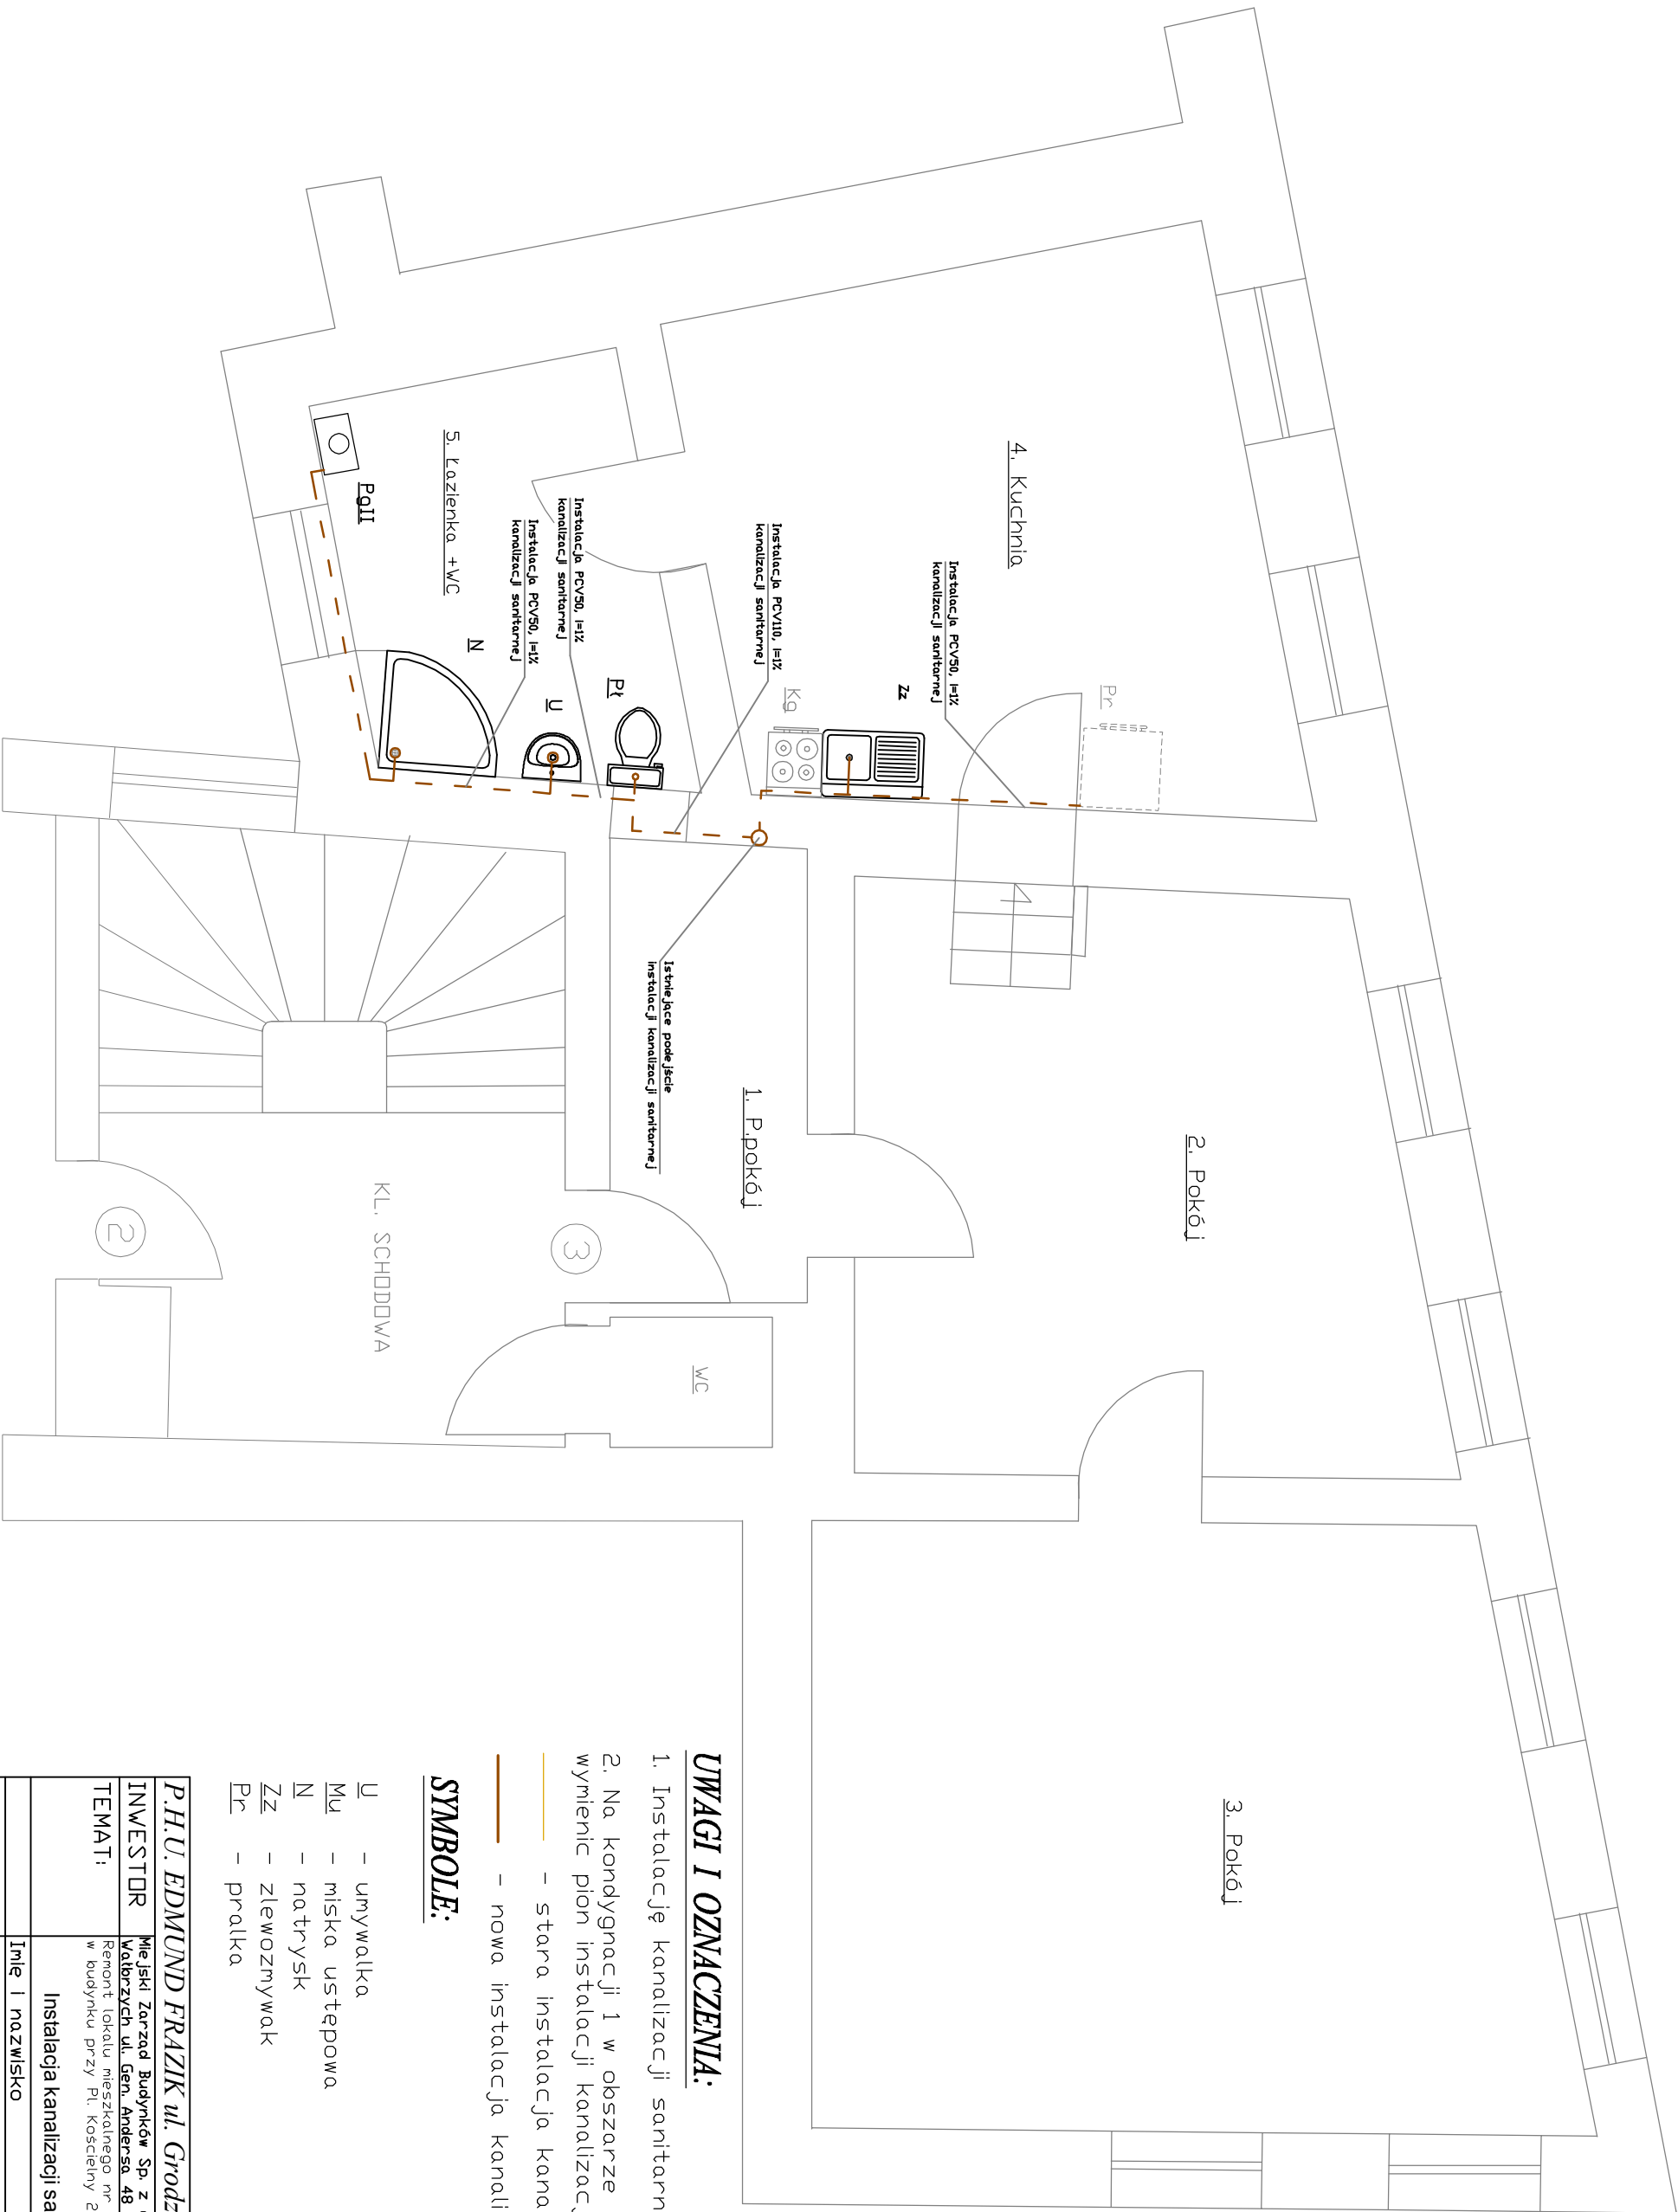 4. Kuchnia
Pr
Instalacja PCV50, i=1%
kanalizacji sanitarnej
Zz
Kg
Instalacja PCV110, i=1%
kanalizacji sanitarnej
Pł
Instalacja PCV50, i=1%
kanalizacji sanitarnej
U
Instalacja PCV50, i=1%
kanalizacji sanitarnej
N
5. Łazienka +WC
PgII
2. Pokój
1. P.pokój
Istniejące podejście
instalacji kanalizacji sanitarnej
3
KL. SCHODOWA
2
WC
3. Pokój
UWAGI I OZNACZENIA:
1. Instalację kanalizacji sanitarn
2. Na kondygnacji 1 w obszarze
wymienic pion instalacji kanalizac
- stara instalacja kana
- nowa instalacja kanali
SYMBOLE:
U - umywalka
Mu - miska ustępowa
N - natrysk
Zz - zlewozmywak
Pr - pralka
P.H.U. EDMUND FRAZIK ul. Grodz
INWESTOR
Miejski Zarząd Budynków Sp. z
Wałbrzych ul. Gen. Andersa 48
TEMAT:
Remont lokalu mieszkalnego nr
w budynku przy Pl. Kościelny 2
Instalacja kanalizacji sa
Imię i nazwisko